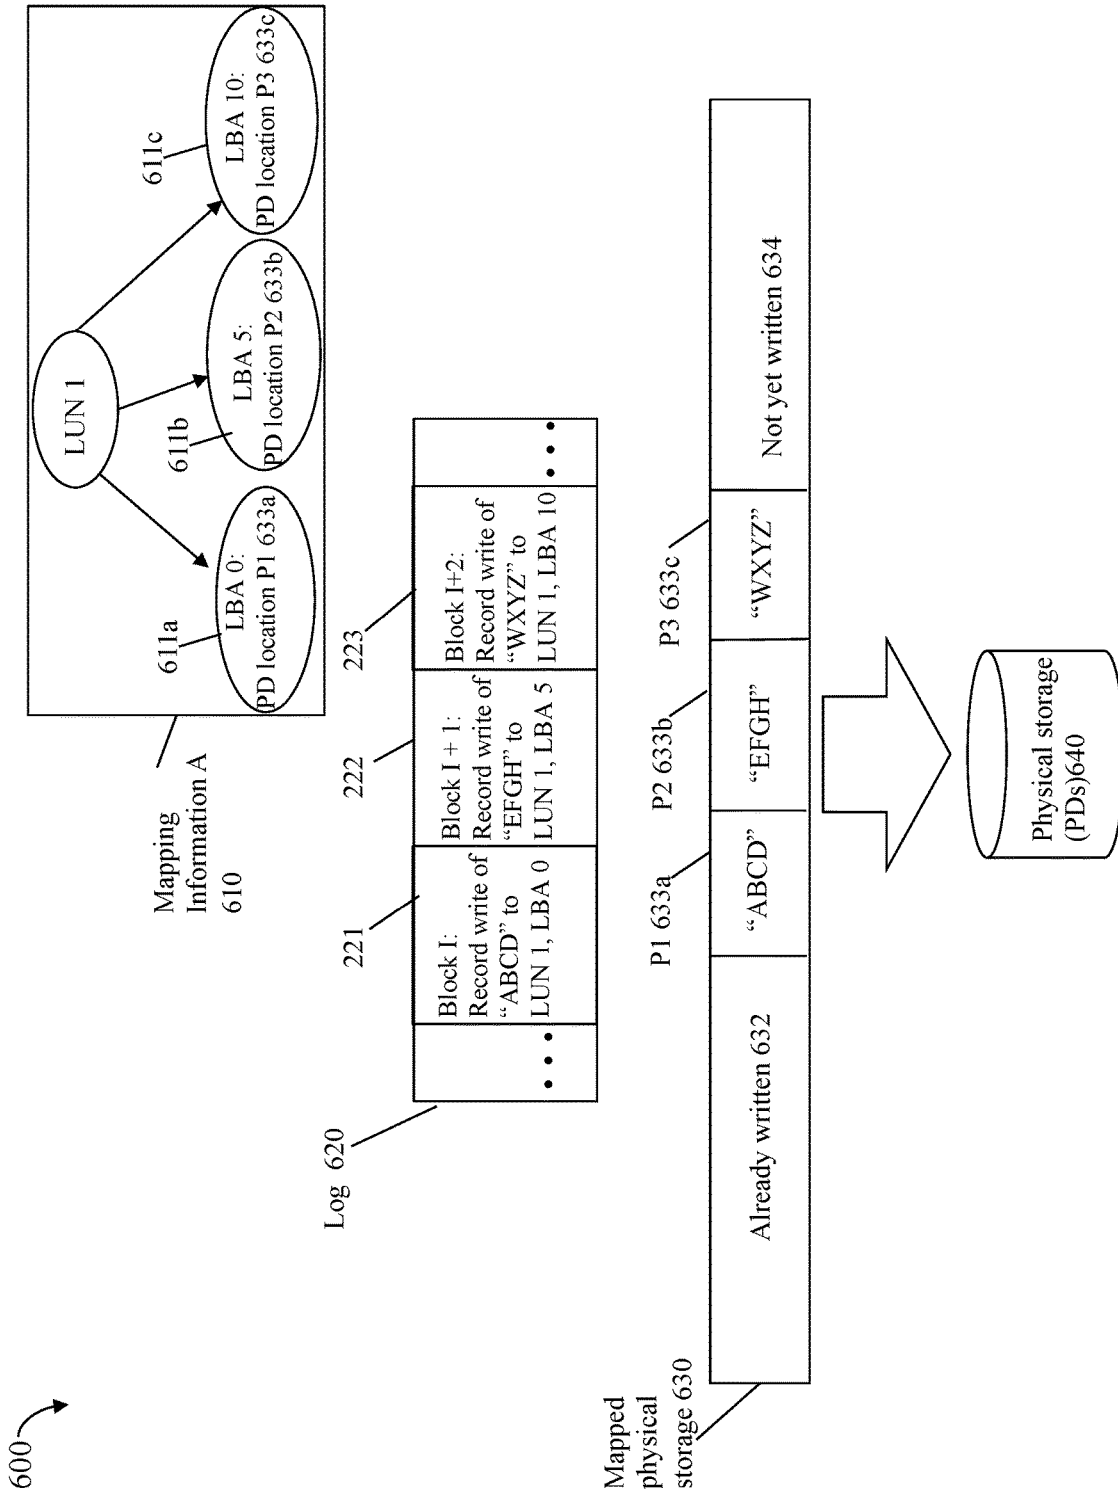 600
LUN 1
611a
611b
611c
LBA 0:
PD location P1 633a
LBA 5:
PD location P2 633b
LBA 10:
PD location P3 633c
Mapping
Information A
610
Log 620
221
222
223
Block I:
Record write of
“ABCD” to
LUN 1, LBA 0
Block I + 1:
Record write of
“EFGH” to
LUN 1, LBA 5
Block I+2:
Record write of
“WXYZ” to
LUN 1, LBA 10
Mapped
physical
storage 630
P1 633a
P2 633b
P3 633c
Already written 632
“ABCD”
“EFGH”
“WXYZ”
Not yet written 634
Physical storage
(PDs)640